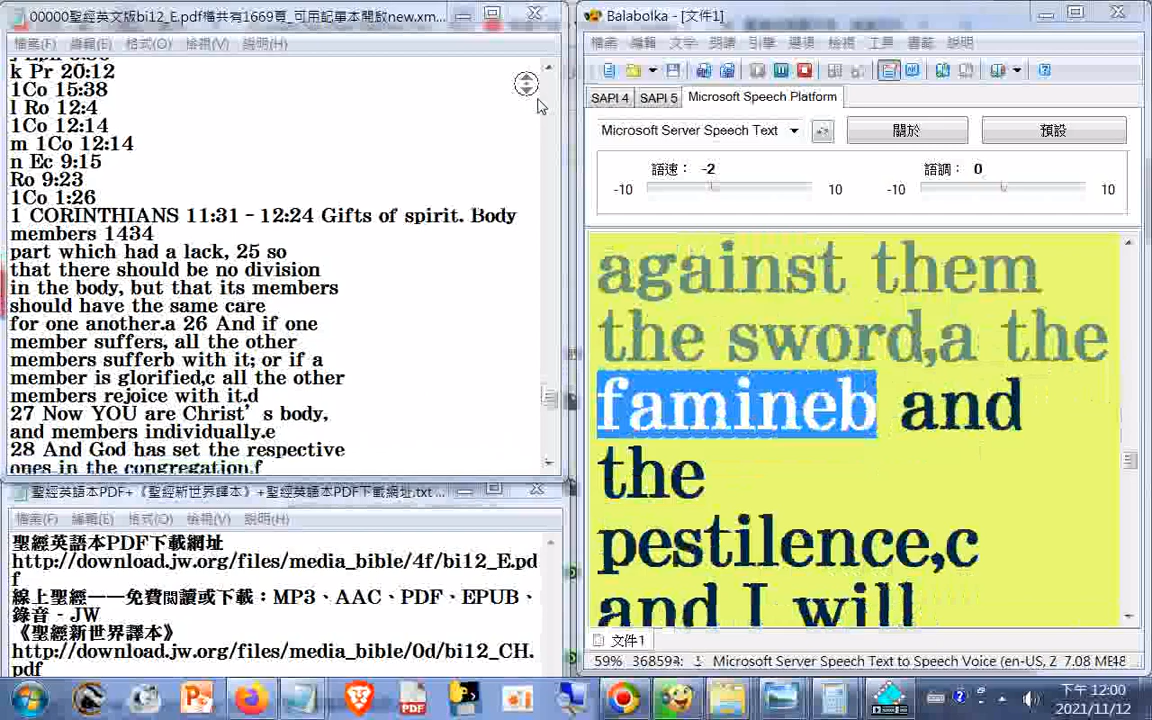 00000聖經英文版bi12_E.pdf檔共有1669頁_可用記事本開啟new.xm...
檔案(F) 編輯(E) 格式(O) 檢視(V) 說明(H)
k Pr 20:12
1Co 15:38
l Ro 12:4
1Co 12:14
m 1Co 12:14
n Ec 9:15
Ro 9:23
1Co 1:26
1 CORINTHIANS 11:31 - 12:24 Gifts of spirit. Body
members 1434
part which had a lack, 25 so
that there should be no division
in the body, but that its members
should have the same care
for one another.a 26 And if one
member suffers, all the other
members sufferb with it; or if a
member is glorified,c all the other
members rejoice with it.d
27 Now YOU are Christ's body,
and members individually.e
28 And God has set the respective
ones in the congregation,f
聖經英語本PDF+《聖經新世界譯本》+聖經英語本PDF下載網址.txt ...
檔案(F) 編輯(E) 格式(O) 檢視(V) 說明(H)
聖經英語本PDF下載網址
http://download.jw.org/files/media_bible/4f/bi12_E.pd
f
線上聖經——免費閱讀或下載：MP3、AAC、PDF、EPUB、
錄音 - JW
《聖經新世界譯本》
http://download.jw.org/files/media_bible/0d/bi12_CH.
pdf
Balabolka - [文件1]
檔案 編輯 文字 朗讀 引擎 選項 檢視 工具 書籤 說明
SAPI 4 SAPI 5 Microsoft Speech Platform
Microsoft Server Speech Text 關於 預設
語速： -2 語調： 0
-10 10 -10 10
against them
the sword,a the
famineb and
the
pestilence,c
and I will
文件1
59% Microsoft Server Speech Text to Speech Voice (en-US, Z 7.08 ME
下午 12:00
2021/11/12